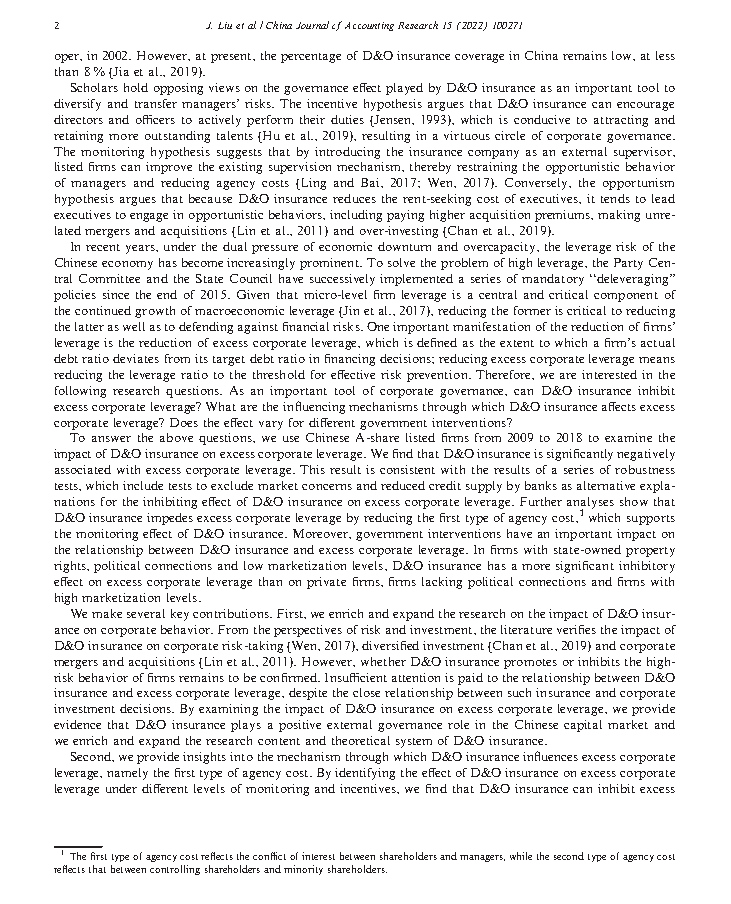 2 J. Liu et al / China Journal of Accounting Research 15 (2022) 100271
oper, in 2002. However, at present, the percentage of D&O insurance coverage in China remains low, at less
than 8 % (Jia et al., 2019).
Scholars hold opposing views on the governance effect played by D&O insurance as an important tool to
diversify and transfer managers' risks. The incentive hypothesis argues that D&O insurance can encourage
directors and officers to actively perform their duties (Jensen, 1993), which is conducive to attracting and
retaining more outstanding talents (Hu et al., 2019), resulting in a virtuous circle of corporate governance.
The monitoring hypothesis suggests that by introducing the insurance company as an external supervisor,
listed firms can improve the existing supervision mechanism, thereby restraining the opportunistic behavior
of managers and reducing agency costs (Ling and Bai, 2017; Wen, 2017). Conversely, the opportunism
hypothesis argues that because D&O insurance reduces the rent-seeking cost of executives, it tends to lead
executives to engage in opportunistic behaviors, including paying higher acquisition premiums, making unre-
lated mergers and acquisitions (Lin et al., 2011) and over-investing (Chan et al., 2019).
In recent years, under the dual pressure of economic downturn and overcapacity, the leverage risk of the
Chinese economy has become increasingly prominent. To solve the problem of high leverage, the Party Cen-
tral Committee and the State Council have successively implemented a series of mandatory "deleveraging"
policies since the end of 2015. Given that micro-level firm leverage is a central and critical component of
the continued growth of macroeconomic leverage (Jin et al., 2017), reducing the former is critical to reducing
the latter as well as to defending against financial risks. One important manifestation of the reduction of firms'
leverage is the reduction of excess corporate leverage, which is defined as the extent to which a firm's actual
debt ratio deviates from its target debt ratio in financing decisions; reducing excess corporate leverage means
reducing the leverage ratio to the threshold for effective risk prevention. Therefore, we are interested in the
following research questions. As an important tool of corporate governance, can D&O insurance inhibit
excess corporate leverage? What are the influencing mechanisms through which D&O insurance affects excess
corporate leverage? Does the effect vary for different government interventions?
To answer the above questions, we use Chinese A-share listed firms from 2009 to 2018 to examine the
impact of D&O insurance on excess corporate leverage. We find that D&O insurance is significantly negatively
associated with excess corporate leverage. This result is consistent with the results of a series of robustness
tests, which include tests to exclude market concerns and reduced credit supply by banks as alternative expla-
nations for the inhibiting effect of D&O insurance on excess corporate leverage. Further analyses show that
D&O insurance impedes excess corporate leverage by reducing the first type of agency cost,1 which supports
the monitoring effect of D&O insurance. Moreover, government interventions have an important impact on
the relationship between D&O insurance and excess corporate leverage. In firms with state-owned property
rights, political connections and low marketization levels, D&O insurance has a more significant inhibitory
effect on excess corporate leverage than on private firms, firms lacking political connections and firms with
high marketization levels.
We make several key contributions. First, we enrich and expand the research on the impact of D&O insur-
ance on corporate behavior. From the perspectives of risk and investment, the literature verifies the impact of
D&O insurance on corporate risk-taking (Wen, 2017), diversified investment (Chan et al., 2019) and corporate
mergers and acquisitions (Lin et al., 2011). However, whether D&O insurance promotes or inhibits the high-
risk behavior of firms remains to be confirmed. Insufficient attention is paid to the relationship between D&O
insurance and excess corporate leverage, despite the close relationship between such insurance and corporate
investment decisions. By examining the impact of D&O insurance on excess corporate leverage, we provide
evidence that D&O insurance plays a positive external governance role in the Chinese capital market and
we enrich and expand the research content and theoretical system of D&O insurance.
Second, we provide insights into the mechanism through which D&O insurance influences excess corporate
leverage, namely the first type of agency cost. By identifying the effect of D&O insurance on excess corporate
leverage under different levels of monitoring and incentives, we find that D&O insurance can inhibit excess
1 The first type of agency cost reflects the conflict of interest between shareholders and managers, while the second type of agency cost
reflects that between controlling shareholders and minority shareholders.